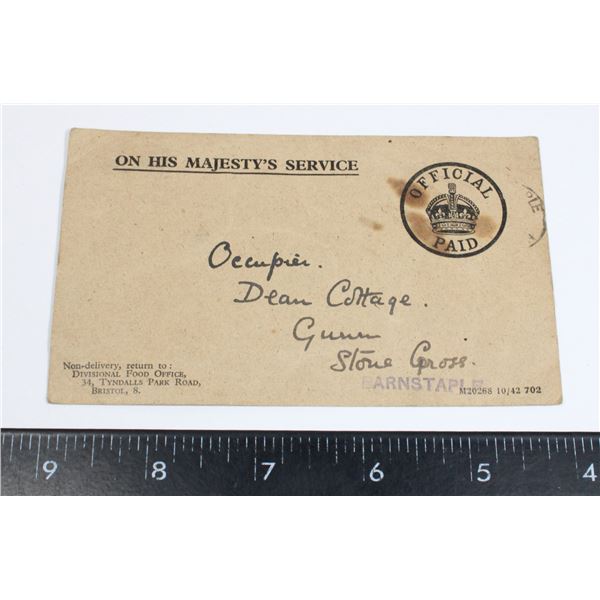 ON HIS MAJESTY'S SERVICE
OFFICIAL
PAID
Occupier.
Dean Cottage.
Gunn
Stone Cross.
BARNSTAPLE
Non-delivery, return to:
DIVISIONAL FOOD OFFICE,
34, TYNDALLS PARK ROAD,
BRISTOL, 8.
M20268 10/42 702
9 8 7 6 5 4